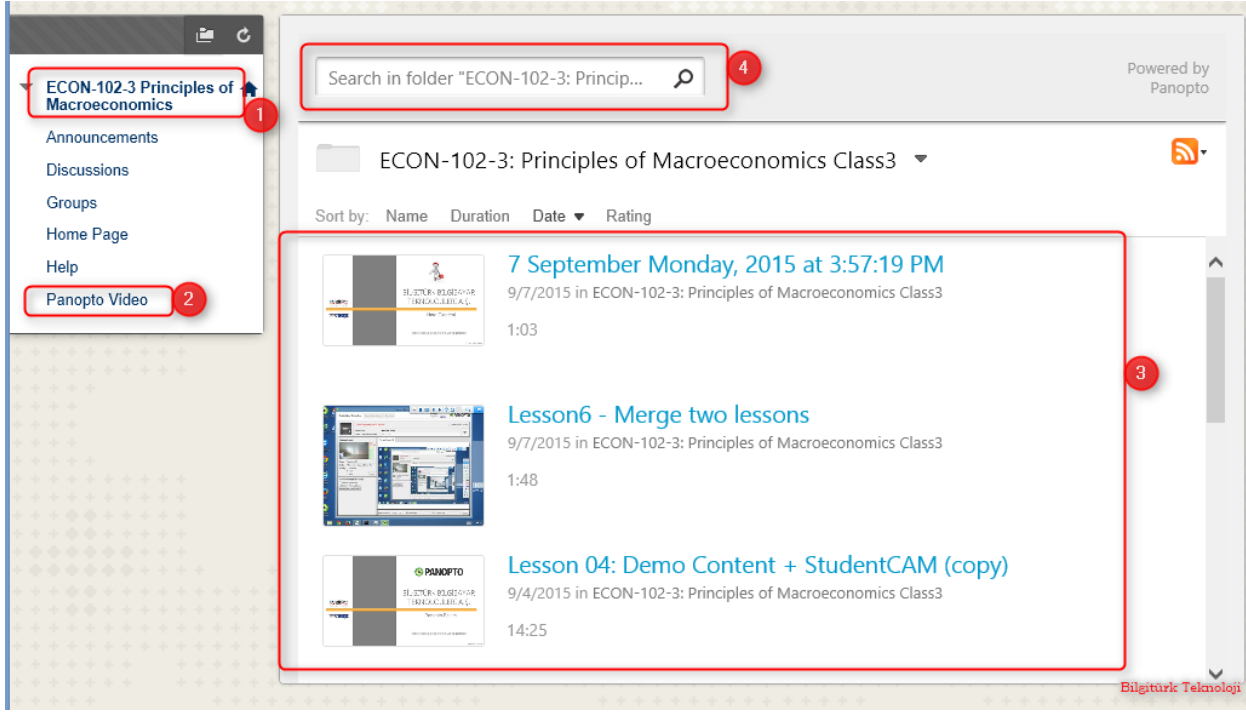 ECON-102-3 Principles of
Macroeconomics
1
Announcements
Discussions
Groups
Home Page
Help
Panopto Video
2
Search in folder "ECON-102-3: Princip...
4
Powered by
Panopto
ECON-102-3: Principles of Macroeconomics Class3
Sort by: Name Duration Date Rating
7 September Monday, 2015 at 3:57:19 PM
9/7/2015 in ECON-102-3: Principles of Macroeconomics Class3
1:03
3
Lesson6 - Merge two lessons
9/7/2015 in ECON-102-3: Principles of Macroeconomics Class3
1:48
PANOPTO
Lesson 04: Demo Content + StudentCAM (copy)
9/4/2015 in ECON-102-3: Principles of Macroeconomics Class3
14:25
Bilgitürk Teknoloji